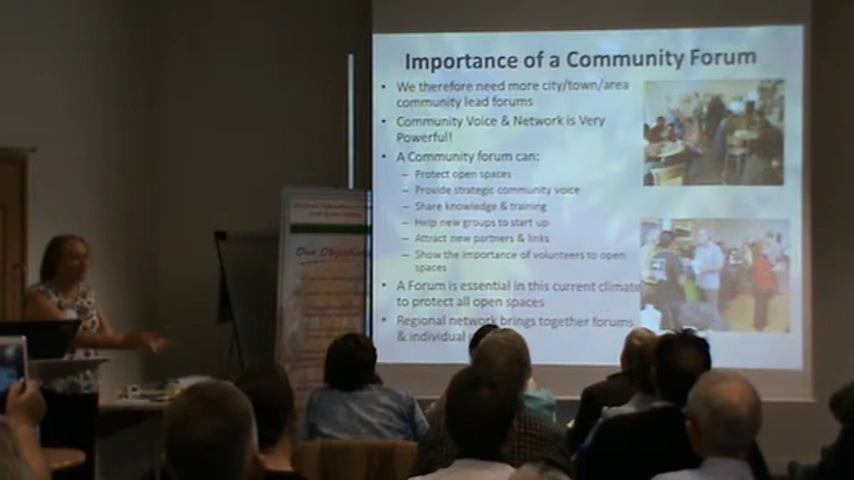 Importance of a Community Forum
• We therefore need more city/town/area
community lead forums
• Community Voice & Network is Very
Powerful!
• A Community forum can:
– Protect open spaces
– Provide strategic community voice
– Share knowledge & training
– Help new groups to start up
– Attract new partners & links
– Show the importance of volunteers to open
spaces
• A Forum is essential in this current climate
to protect all open spaces
• Regional network brings together forums
& individual
Our Objectives